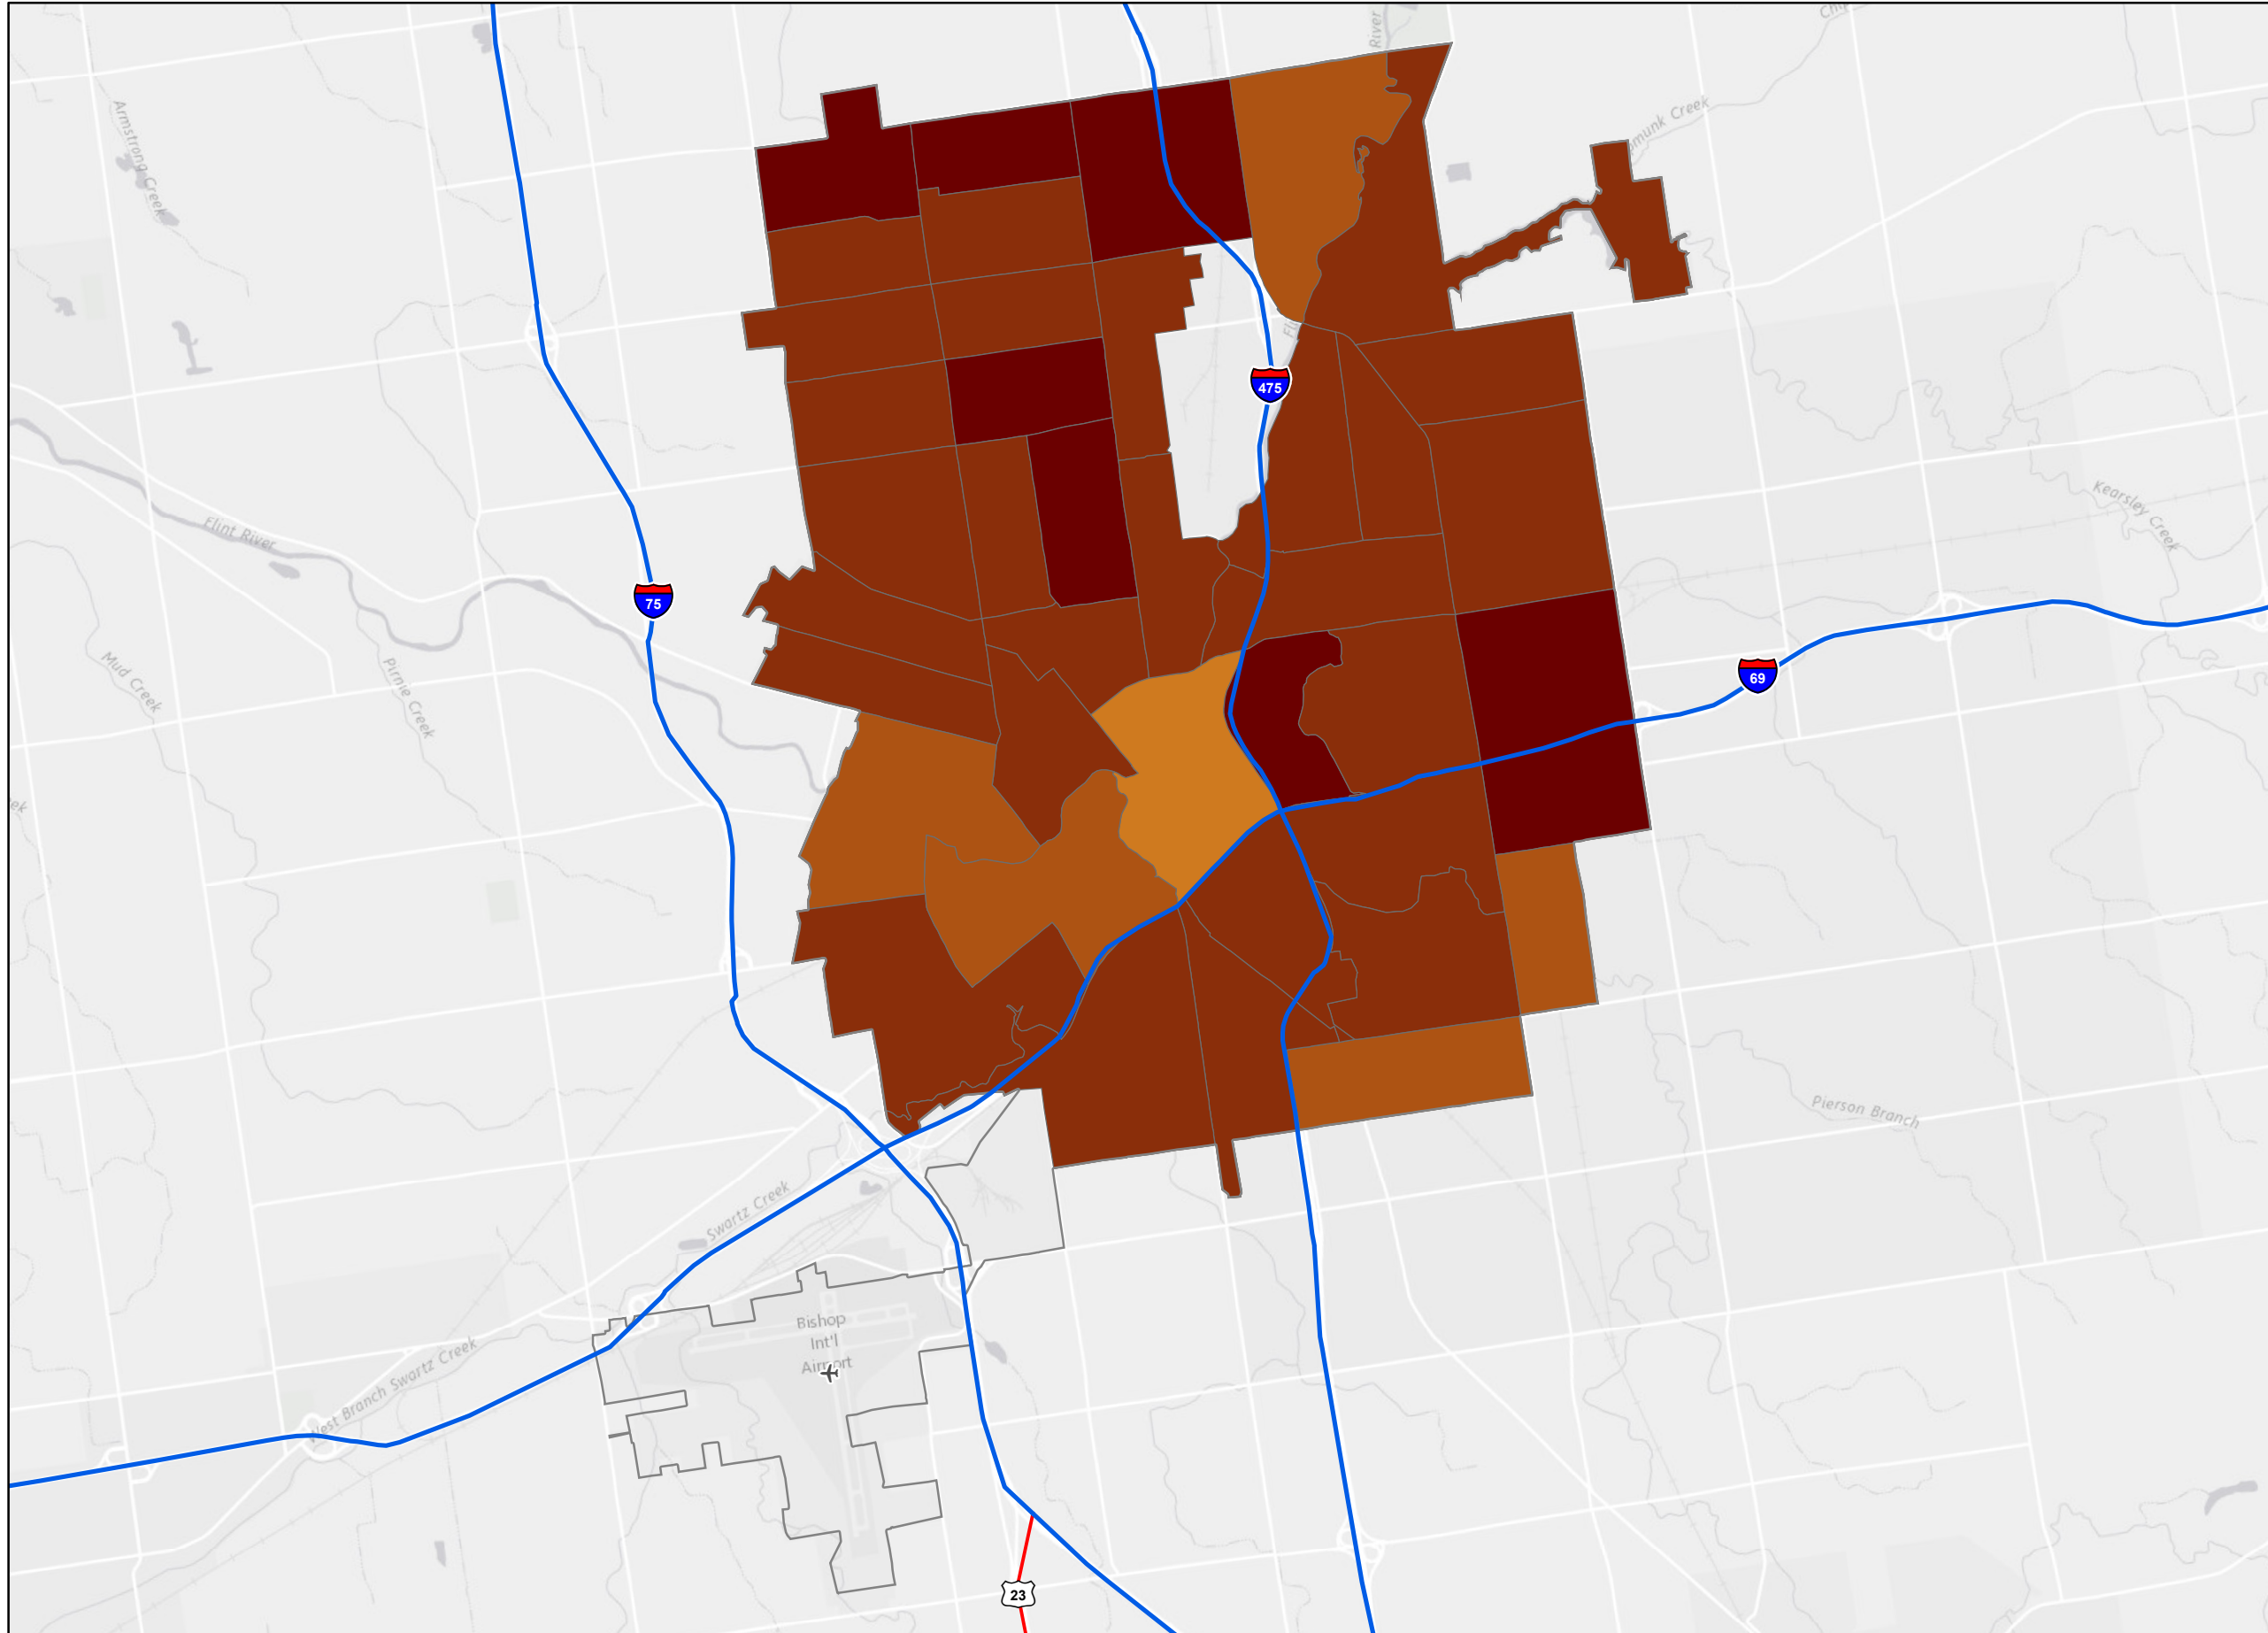 River
Armstrong Creek
475
Flint River
Kearsley Creek
75
Mud Creek
Pirnie Creek
69
Pierson Branch
Swartz Creek
Bishop
Int'l
Airport
West Branch Swartz Creek
23